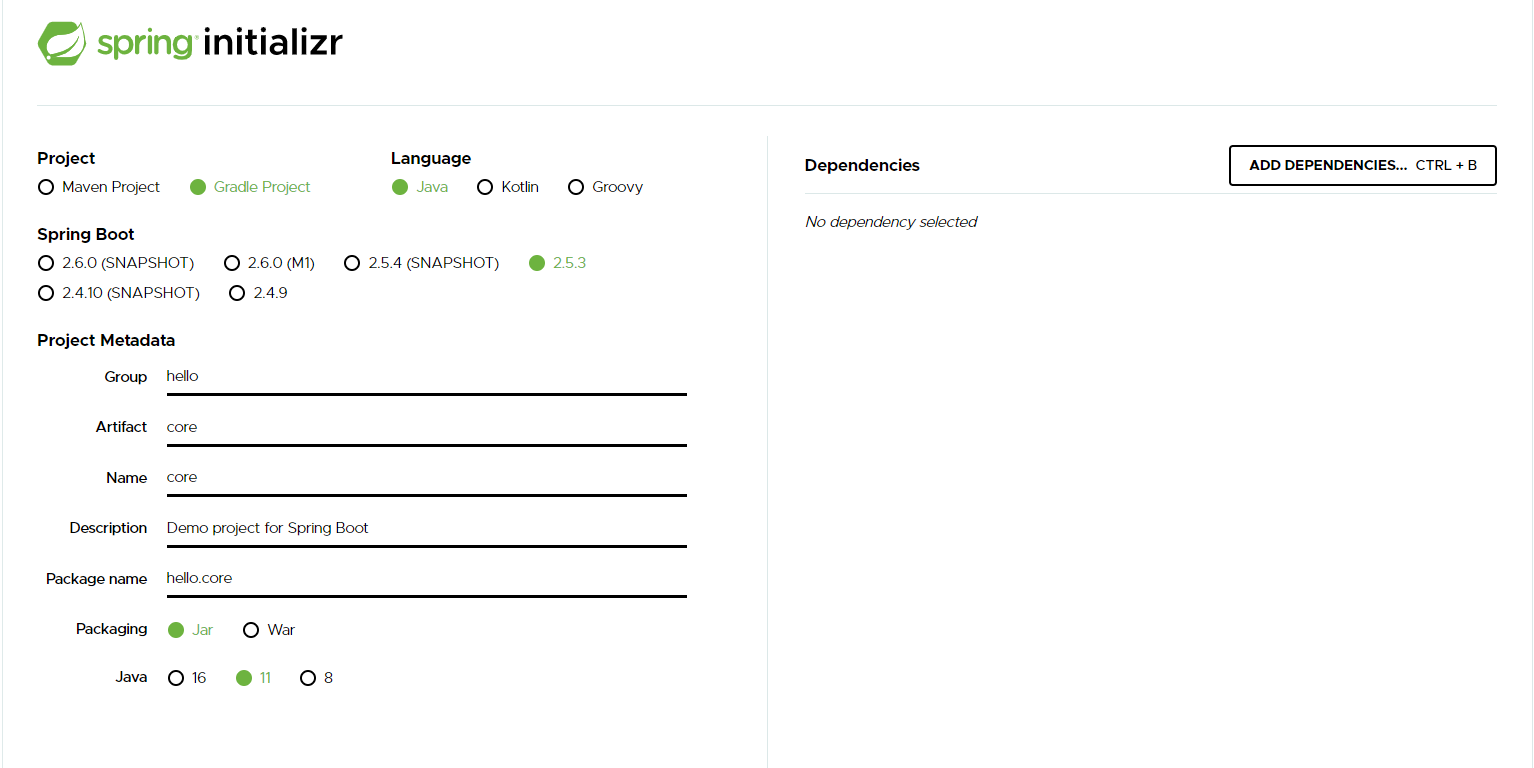 spring initializr
Project
Maven Project Gradle Project
Language
Java Kotlin Groovy
Spring Boot
2.6.0 (SNAPSHOT) 2.6.0 (M1) 2.5.4 (SNAPSHOT) 2.5.3
2.4.10 (SNAPSHOT) 2.4.9
Project Metadata
Group hello
Artifact core
Name core
Description Demo project for Spring Boot
Package name hello.core
Packaging Jar War
Java 16 11 8
Dependencies
ADD DEPENDENCIES... CTRL + B
No dependency selected